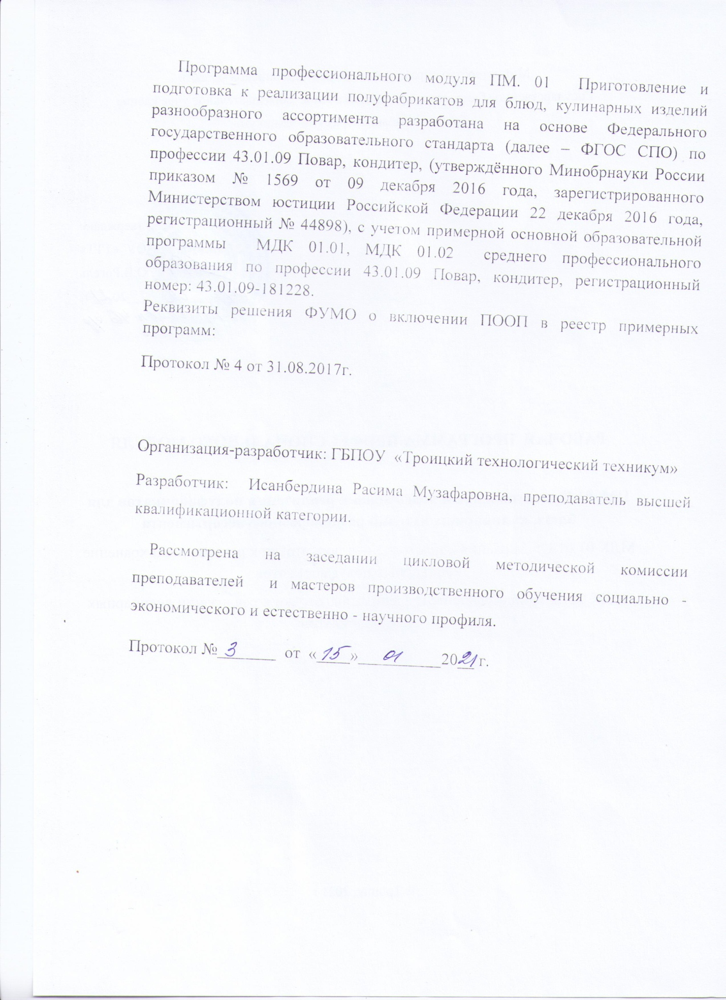 Программа профессионального модуля ПМ. 01 Приготовление и
подготовка к реализации полуфабрикатов для блюд, кулинарных изделий
разнообразного ассортимента разработана на основе Федерального
государственного образовательного стандарта (далее – ФГОС СПО) по
профессии 43.01.09 Повар, кондитер, (утверждённого Минобрнауки России
приказом № 1569 от 09 декабря 2016 года, зарегистрированного
Министерством юстиции Российской Федерации 22 декабря 2016 года,
регистрационный № 44898), с учетом примерной основной образовательной
программы МДК 01.01, МДК 01.02 среднего профессионального
образования по профессии 43.01.09 Повар, кондитер, регистрационный
номер: 43.01.09-181228.
Реквизиты решения ФУМО о включении ПООП в реестр примерных
программ:
Протокол № 4 от 31.08.2017г.
Организация-разработчик: ГБПОУ «Троицкий технологический техникум»
Разработчик: Исанбердина Расима Музафаровна, преподаватель высшей
квалификационной категории.
Рассмотрена на заседании цикловой методической комиссии
преподавателей и мастеров производственного обучения социально -
экономического и естественно - научного профиля.
Протокол № 3 от «15» 01 2021 г.